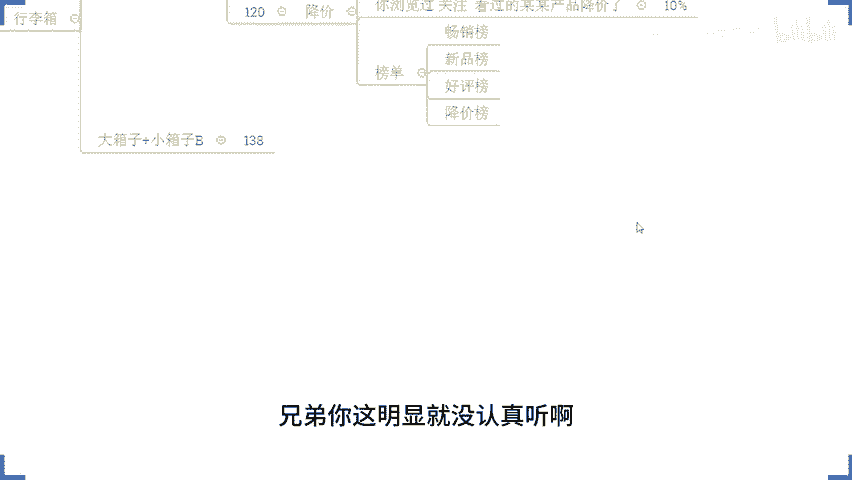 行李箱
120 降价
你浏览过 关注 看过的某某产品降价了 10%
榜单
畅销榜
新品榜
好评榜
降价榜
大箱子+小箱子B 138
兄弟你这明显就没认真听啊
bilibili